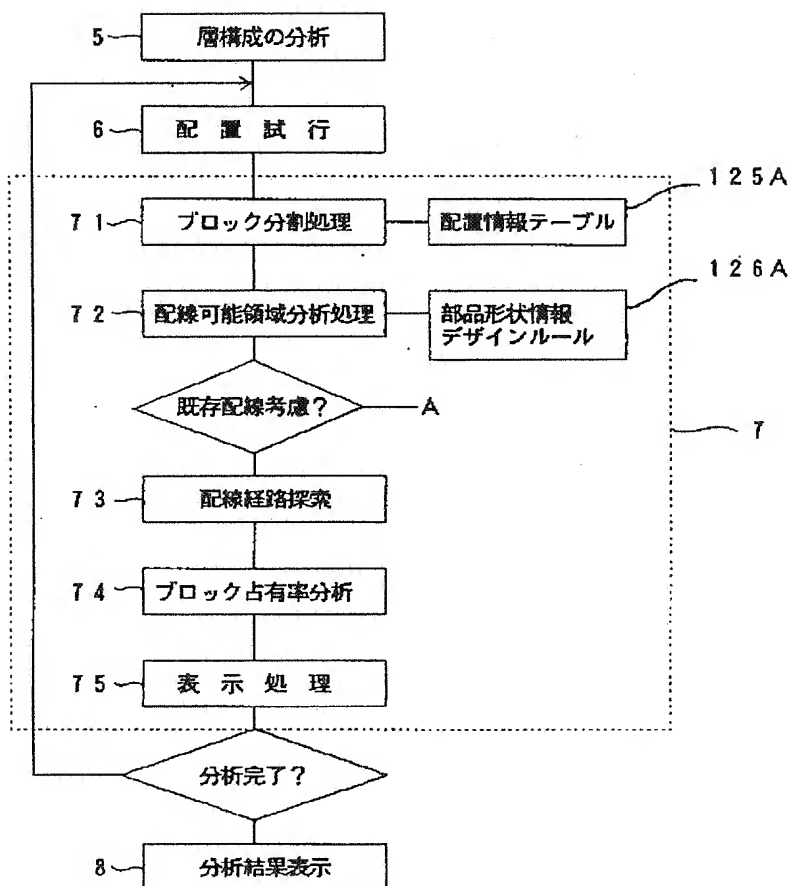 5 層構成の分析
6 配置試行
125A
71 ブロック分割処理 配置情報テーブル
126A
72 配線可能領域分析処理 部品形状情報
デザインルール
既存配線考慮? A
7
73 配線経路探索
74 ブロック占有率分析
75 表示処理
分析完了?
8 分析結果表示